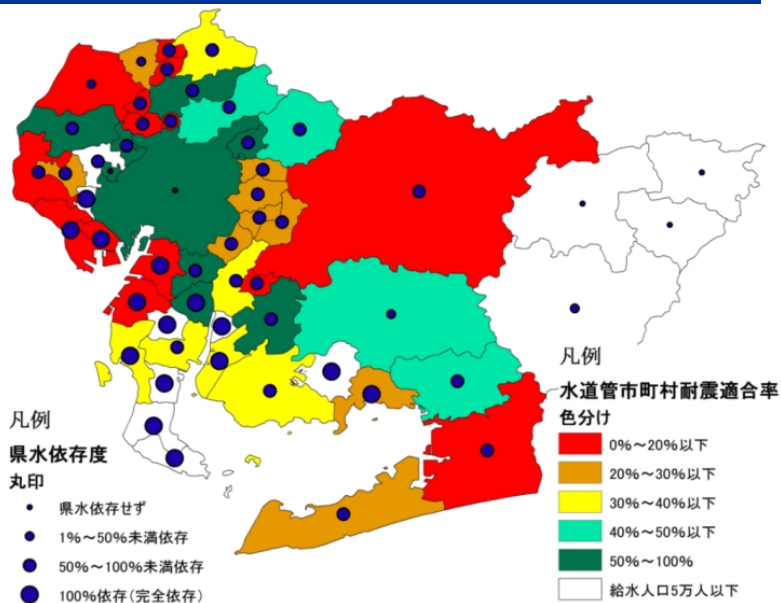 凡例
県水依存度
丸印
県水依存せず
1%～50%未満依存
50%～100%未満依存
100%依存(完全依存)
凡例
水道管市町村耐震適合率
色分け
0%～20%以下
20%～30%以下
30%～40%以下
40%～50%以下
50%～100%
給水人口5万人以下